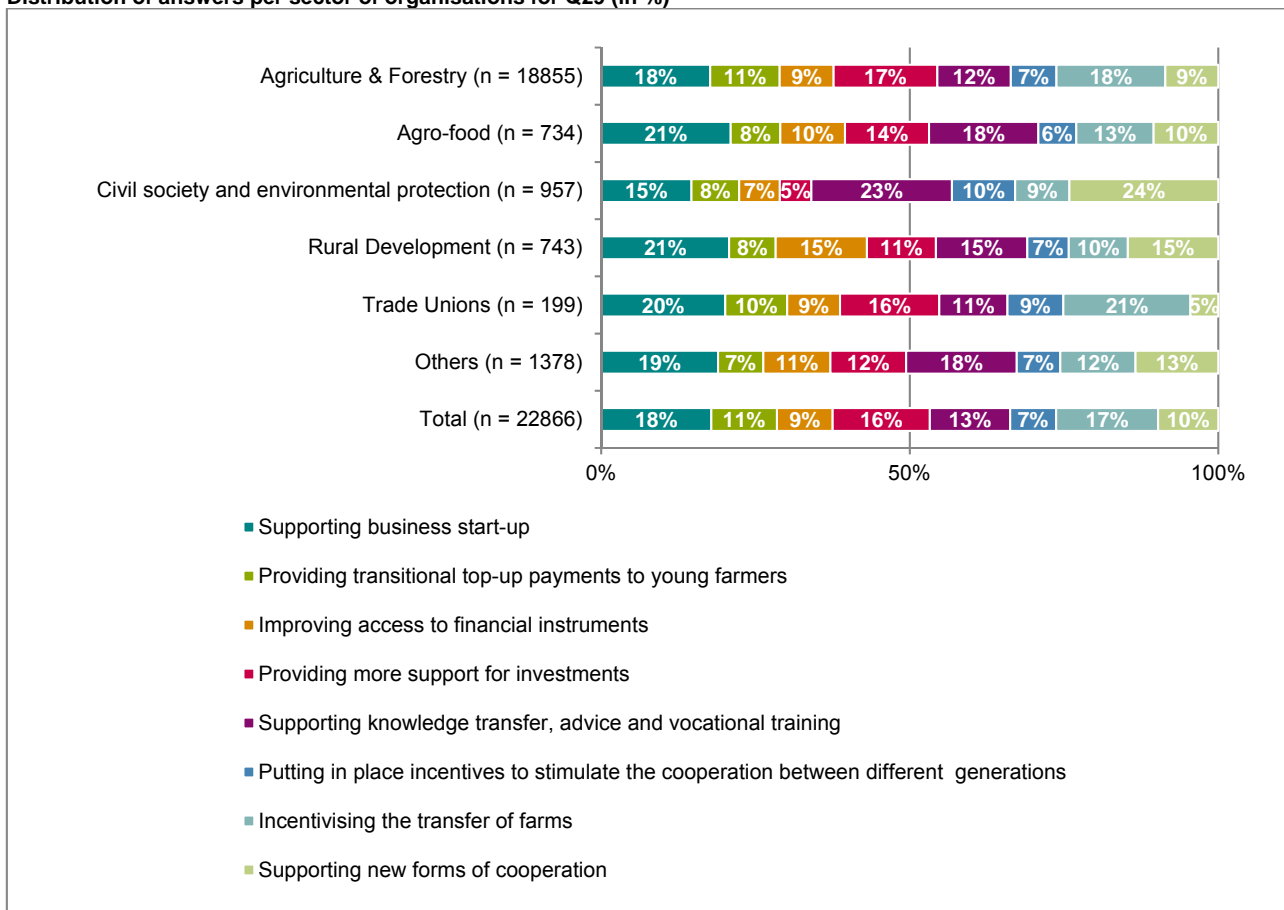 Distribution of answers per sector of organisations for Q29 (in %)
Agriculture & Forestry (n = 18855) 18% 11% 9% 17% 12% 7% 18% 9%
Agro-food (n = 734) 21% 8% 10% 14% 18% 6% 13% 10%
Civil society and environmental protection (n = 957) 15% 8% 7% 5% 23% 10% 9% 24%
Rural Development (n = 743) 21% 8% 15% 11% 15% 7% 10% 15%
Trade Unions (n = 199) 20% 10% 9% 16% 11% 9% 21% 5%
Others (n = 1378) 19% 7% 11% 12% 18% 7% 12% 13%
Total (n = 22866) 18% 11% 9% 16% 13% 7% 17% 10%
0% 50% 100%
Supporting business start-up
Providing transitional top-up payments to young farmers
Improving access to financial instruments
Providing more support for investments
Supporting knowledge transfer, advice and vocational training
Putting in place incentives to stimulate the cooperation between different generations
Incentivising the transfer of farms
Supporting new forms of cooperation